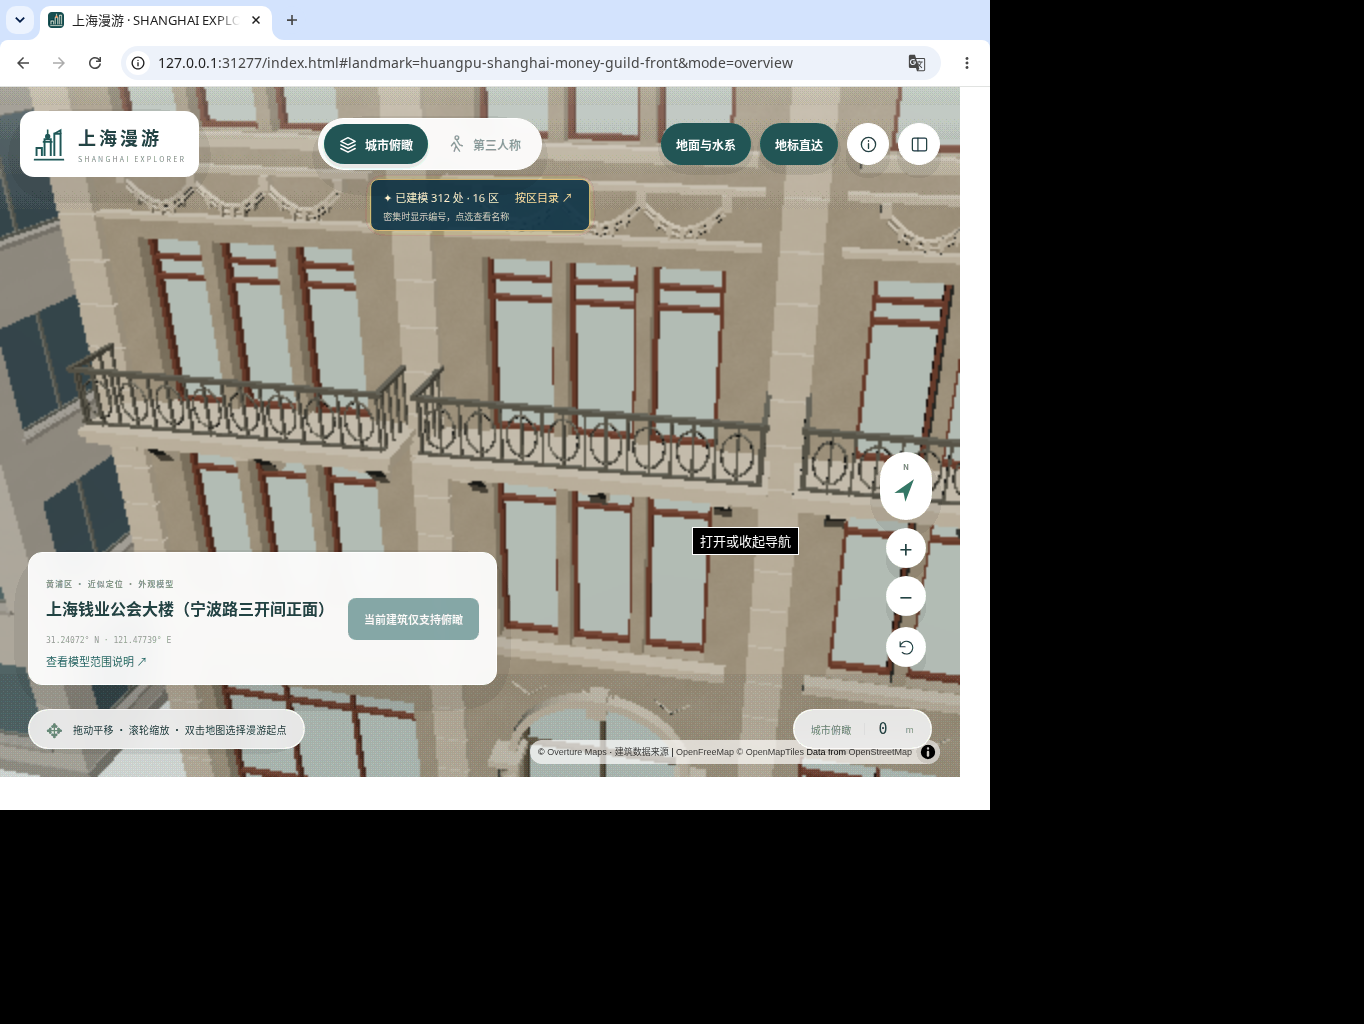 上海漫游 · SHANGHAI EXPLO
127.0.0.1:31277/index.html#landmark=huangpu-shanghai-money-guild-front&mode=overview
上海漫游
SHANGHAI EXPLORER
城市俯瞰
第三人称
地面与水系
地标直达
✦ 已建模 312 处 · 16 区 按区目录 ↗
密集时显示编号，点选查看名称
N
打开或收起导航
+
−
黄浦区 · 近似定位 · 外观模型
上海钱业公会大楼（宁波路三开间正面）
当前建筑仅支持俯瞰
31.24072° N · 121.47739° E
查看模型范围说明 ↗
拖动平移 · 滚轮缩放 · 双击地图选择漫游起点
城市俯瞰 0 m
© Overture Maps · 建筑数据来源 | OpenFreeMap © OpenMapTiles Data from OpenStreetMap